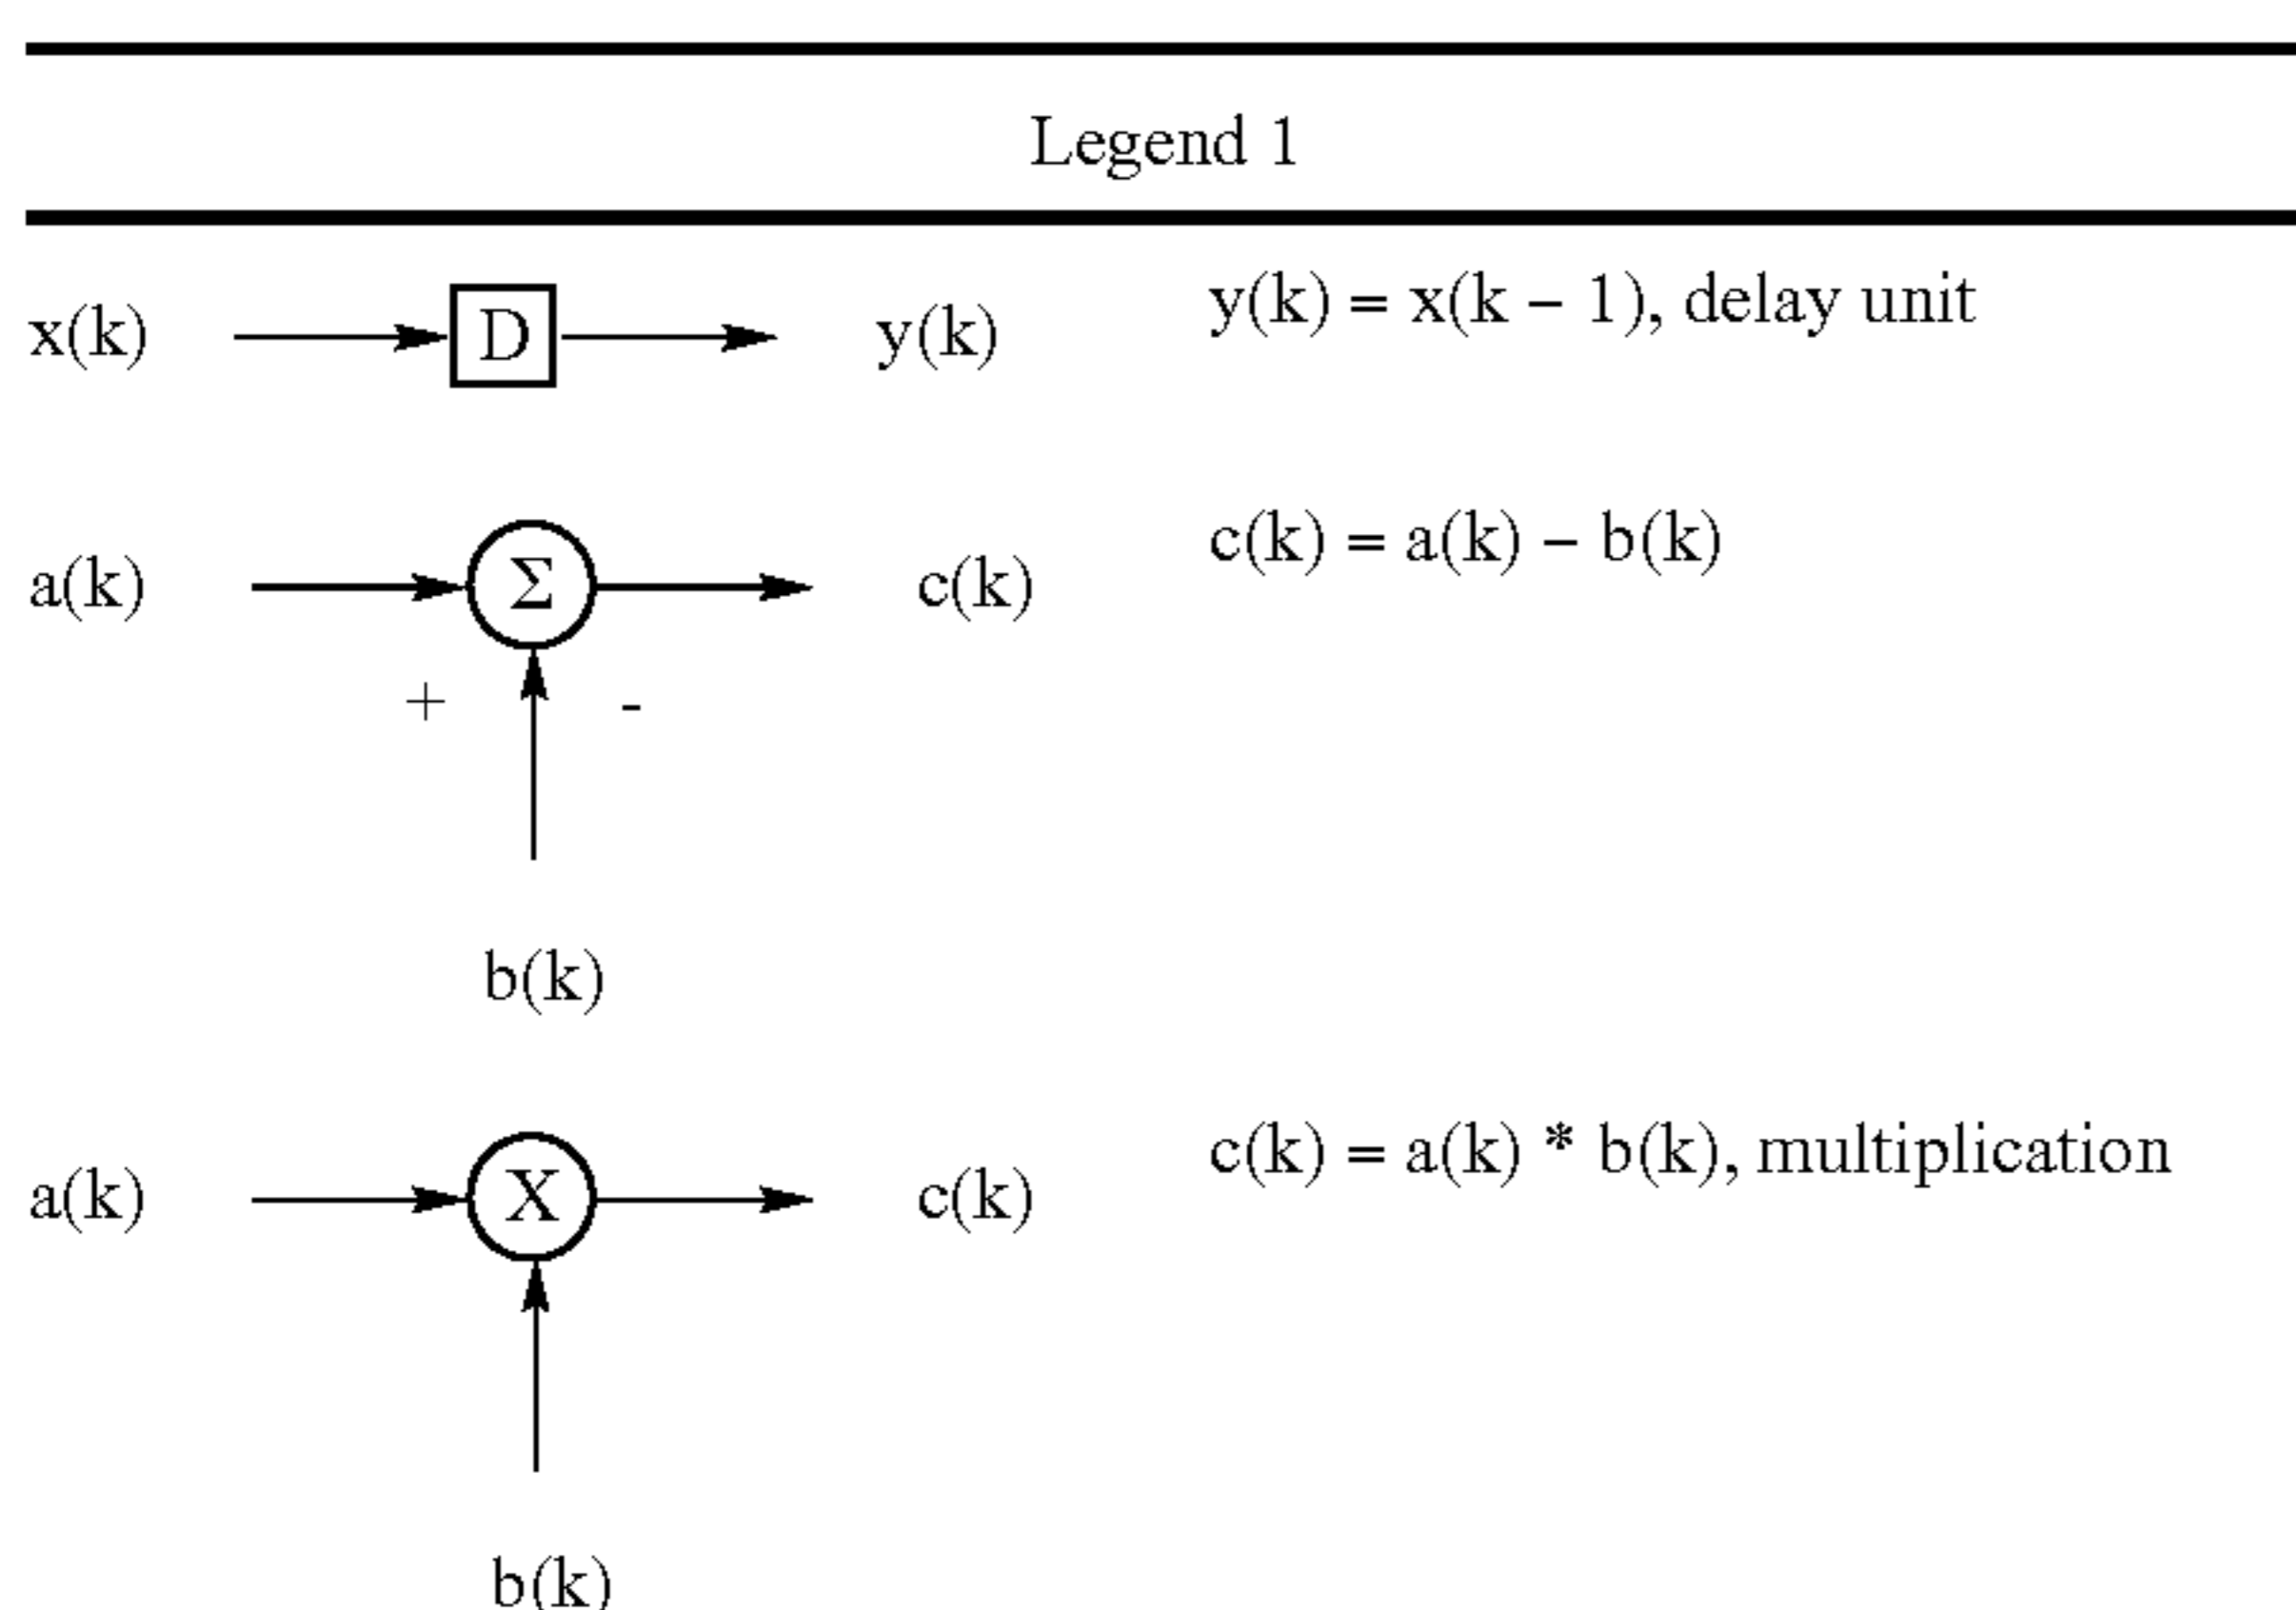 Legend 1
x(k) D y(k) y(k) = x(k – 1), delay unit
a(k) Σ c(k) c(k) = a(k) – b(k)
+ -
b(k)
a(k) X c(k) c(k) = a(k) * b(k), multiplication
b(k)